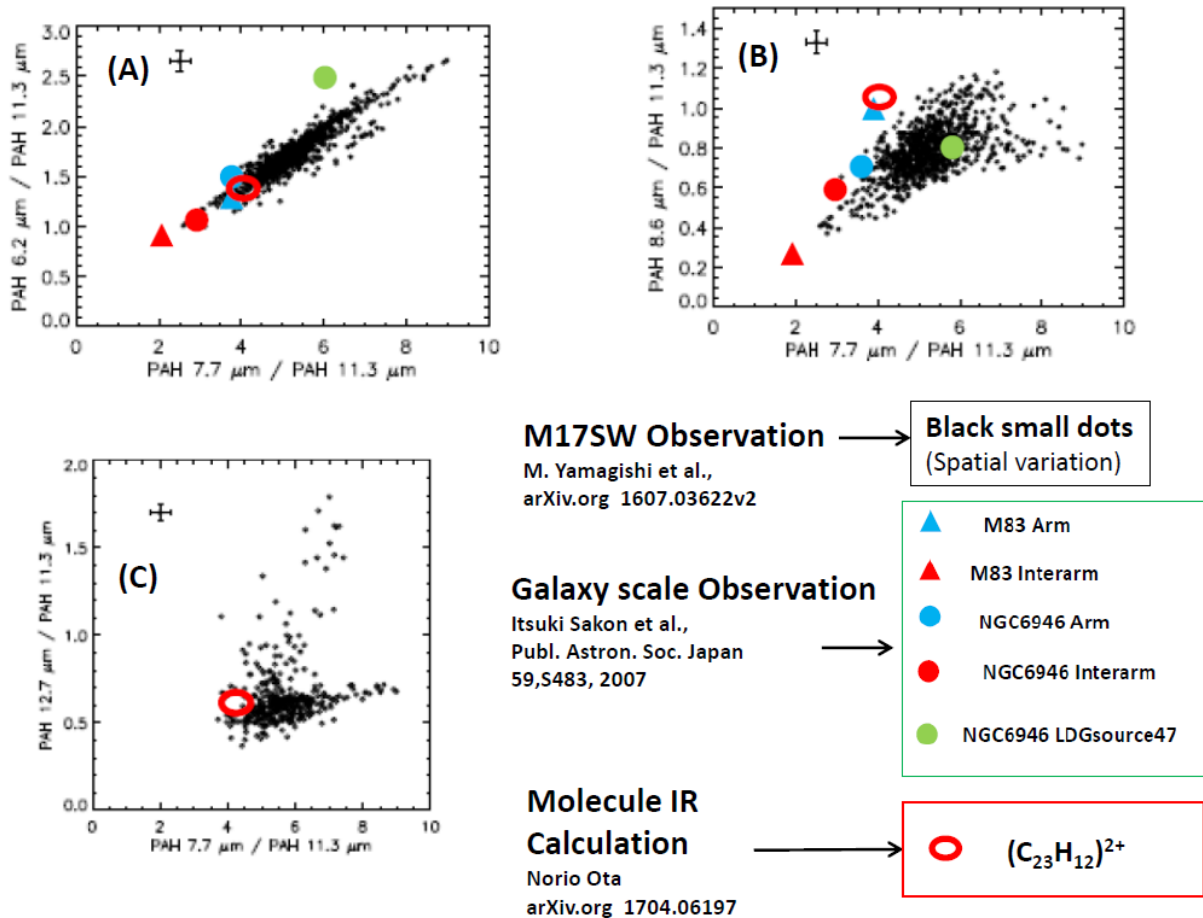 (A)
3.0
2.5
2.0
1.5
1.0
0.5
0.0
PAH 6.2 μm / PAH 11.3 μm
0 2 4 6 8 10
PAH 7.7 μm / PAH 11.3 μm
(B)
1.4
1.2
1.0
0.8
0.6
0.4
0.2
0.0
PAH 8.6 μm / PAH 11.3 μm
0 2 4 6 8 10
PAH 7.7 μm / PAH 11.3 μm
(C)
2.0
1.5
1.0
0.5
0.0
PAH 12.7 μm / PAH 11.3 μm
0 2 4 6 8 10
PAH 7.7 μm / PAH 11.3 μm
M17SW Observation
M. Yamagishi et al.,
arXiv.org 1607.03622v2
Black small dots
(Spatial variation)
Galaxy scale Observation
Itsuki Sakon et al.,
Publ. Astron. Soc. Japan
59,S483, 2007
M83 Arm
M83 Interarm
NGC6946 Arm
NGC6946 Interarm
NGC6946 LDGsource47
Molecule IR
Calculation
Norio Ota
arXiv.org 1704.06197
(C₂₃H₁₂)²⁺